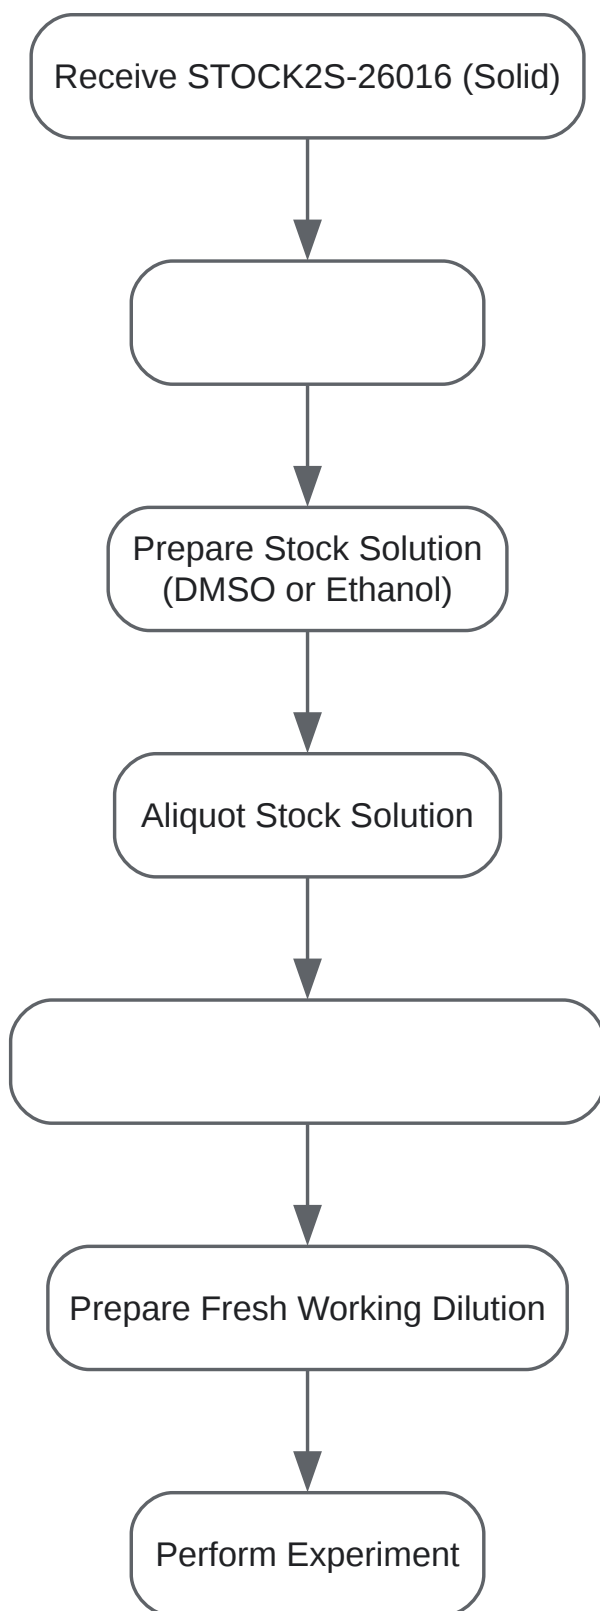 Receive STOCK2S-26016 (Solid)
Prepare Stock Solution
(DMSO or Ethanol)
Aliquot Stock Solution
Prepare Fresh Working Dilution
Perform Experiment